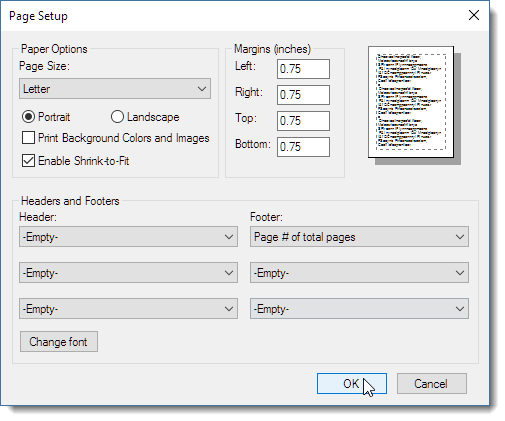 Page Setup
Paper Options
Page Size:
Letter
Portrait
Landscape
Print Background Colors and Images
Enable Shrink-to-Fit
Margins (inches)
Left: 0.75
Right: 0.75
Top: 0.75
Bottom: 0.75
Headers and Footers
Header: Footer:
-Empty- Page # of total pages
-Empty- -Empty-
-Empty- -Empty-
Change font
OK Cancel